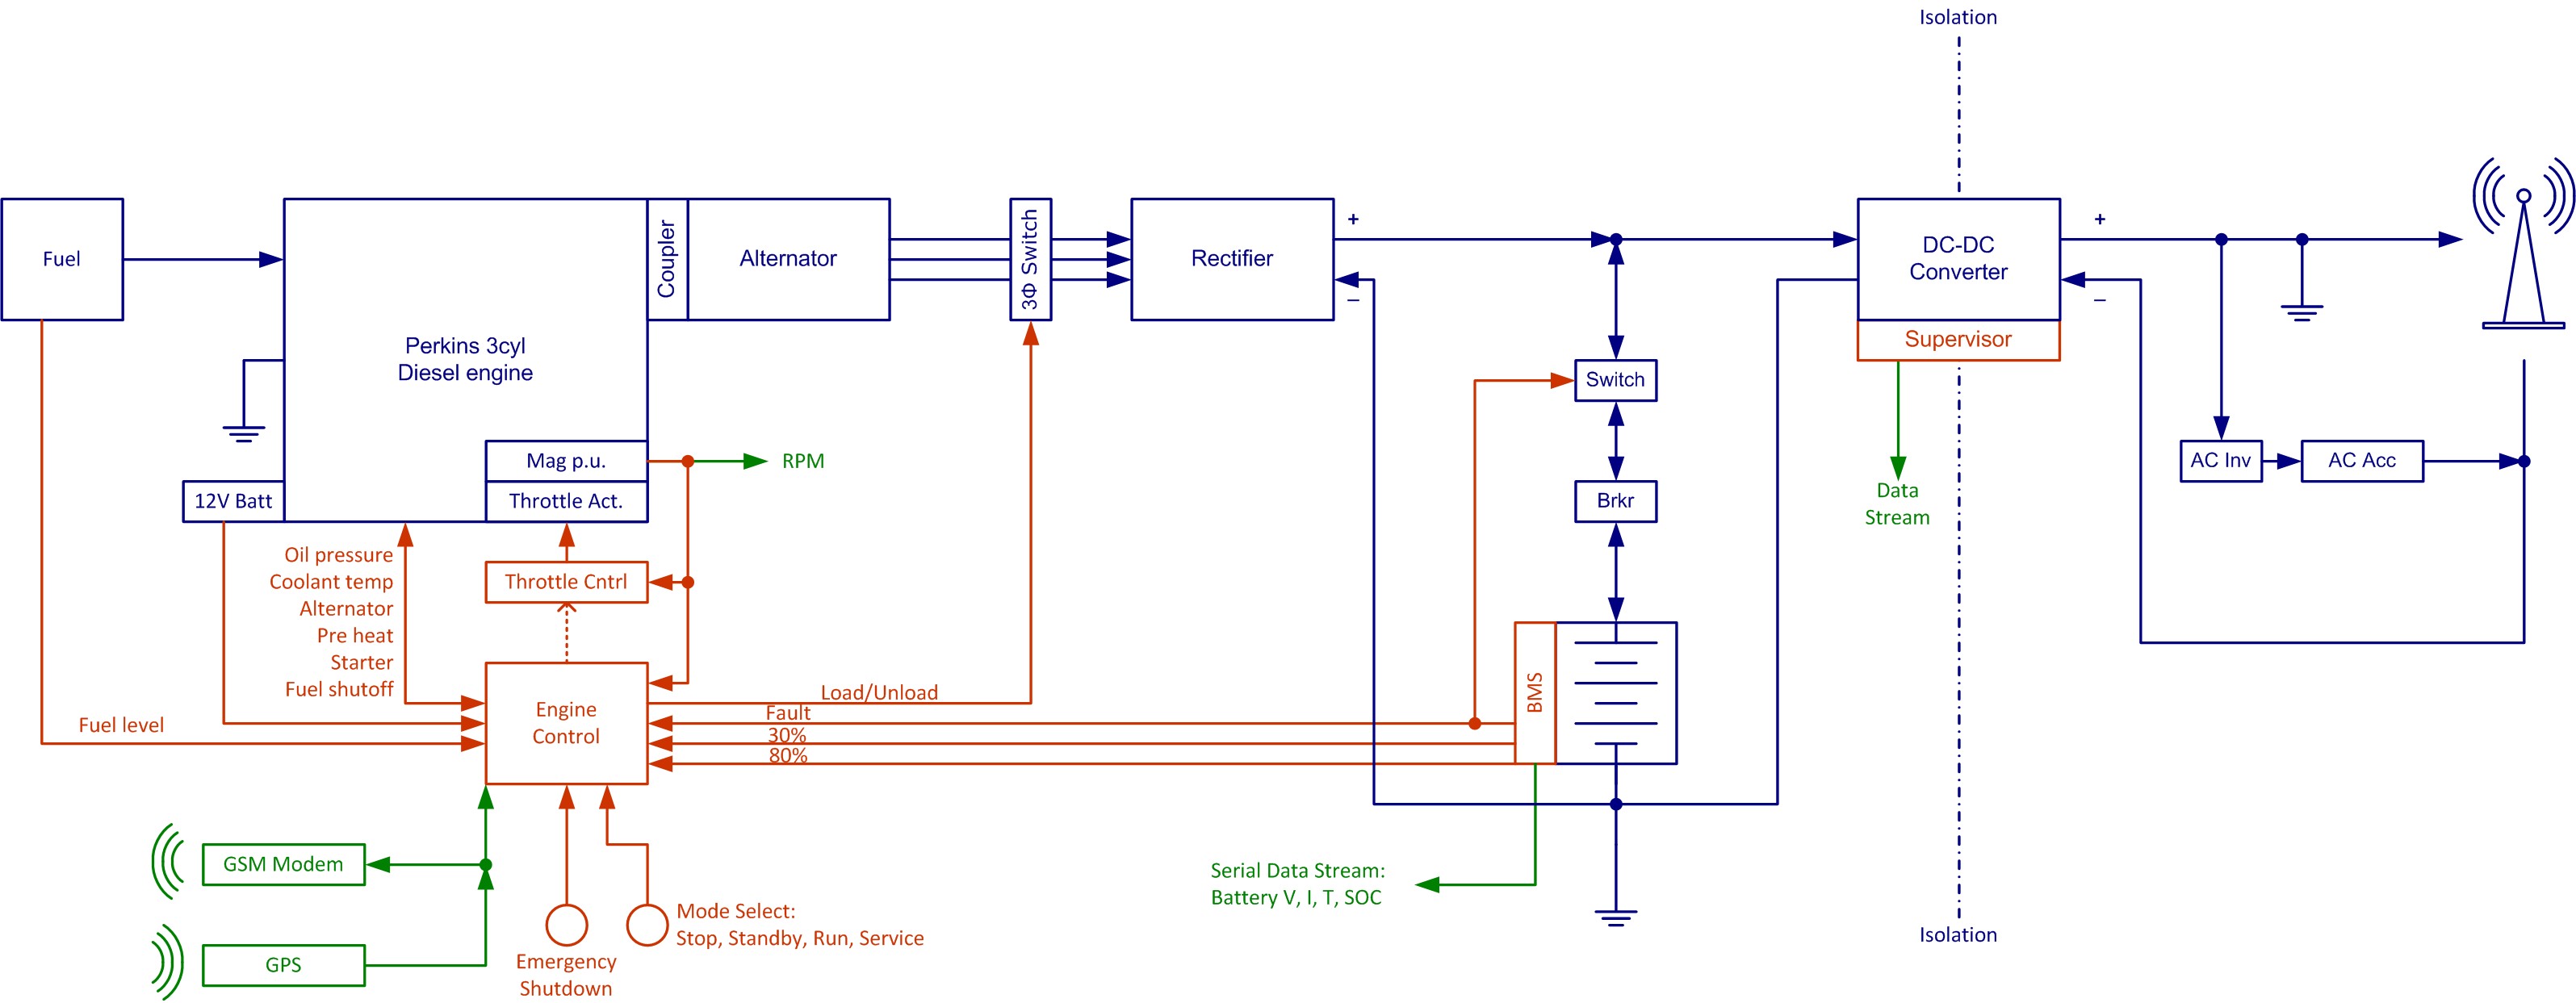 Isolation
Fuel
Perkins 3cyl
Diesel engine
Coupler
Alternator
3Φ Switch
Rectifier
+
–
DC-DC
Converter
Supervisor
+
–
Switch
Mag p.u.
RPM
Throttle Act.
12V Batt
Brkr
AC Inv
AC Acc
Data
Stream
Oil pressure
Coolant temp
Alternator
Pre heat
Starter
Fuel shutoff
Throttle Cntrl
Fuel level
Engine
Control
Load/Unload
Fault
30%
80%
BMS
GSM Modem
GPS
Emergency
Shutdown
Mode Select:
Stop, Standby, Run, Service
Serial Data Stream:
Battery V, I, T, SOC
Isolation